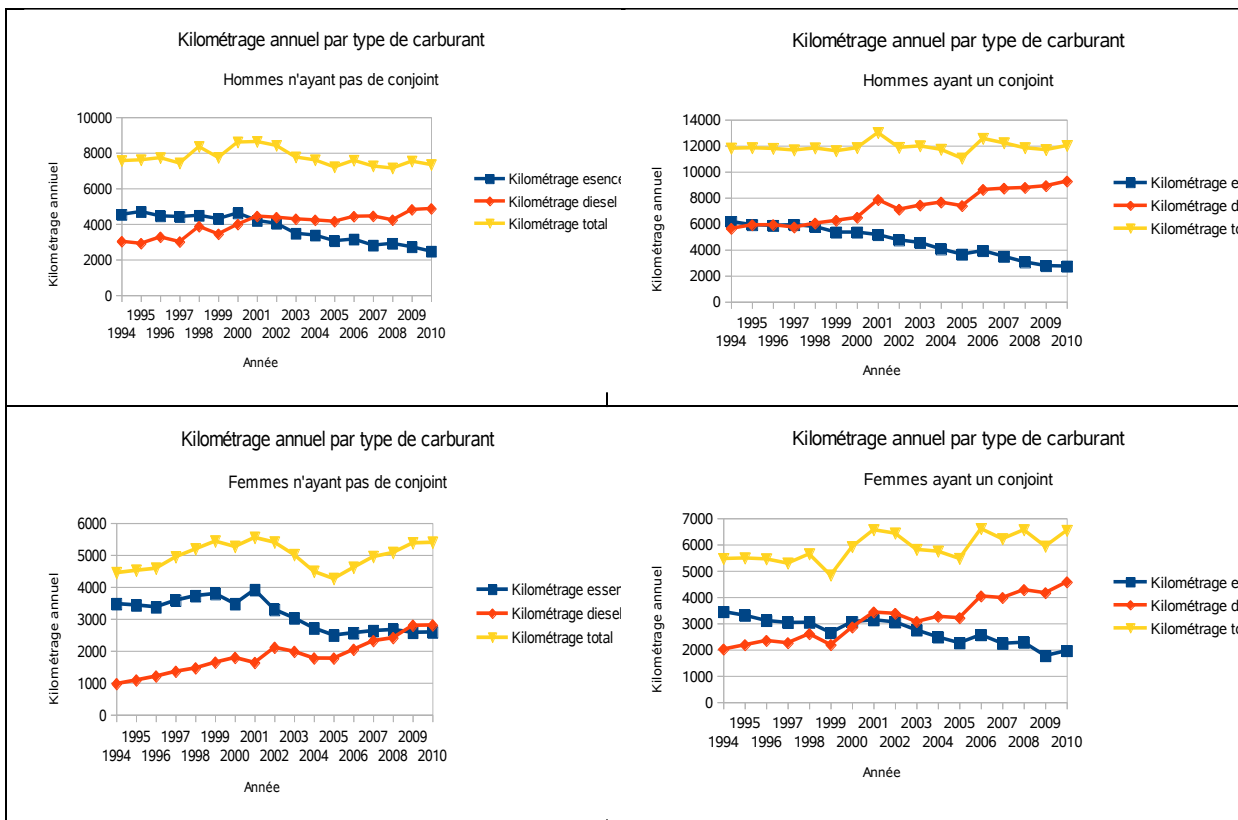 Kilométrage annuel par type de carburant
Hommes n'ayant pas de conjoint
Kilométrage anniuel
10000
8000
6000
4000
2000
0
1995 1997 1999 2001 2003 2005 2007 2009
1994 1996 1998 2000 2002 2004 2006 2008 2010
Année
Kilométrage esence
Kilométrage diesel
Kilométrage total
Kilométrage annuel par type de carburant
Hommes ayant un conjoint
Kilométrage annuel
14000
12000
10000
8000
6000
4000
2000
0
1995 1997 1999 2001 2003 2005 2007 2009
1994 1996 1998 2000 2002 2004 2006 2008 2010
Année
Kilométrage e
Kilométrage d
Kilométrage to
Kilométrage annuel par type de carburant
Femmes n'ayant pas de conjoint
Kilométrage annuel
6000
5000
4000
3000
2000
1000
0
1995 1997 1999 2001 2003 2005 2007 2009
1994 1996 1998 2000 2002 2004 2006 2008 2010
Année
Kilométrage essen
Kilométrage diesel
Kilométrage total
Kilométrage annuel par type de carburant
Femmes ayant un conjoint
Kilométrage annuel
7000
6000
5000
4000
3000
2000
1000
0
1995 1997 1999 2001 2003 2005 2007 2009
1994 1996 1998 2000 2002 2004 2006 2008 2010
Année
Kilométrage e
Kilométrage d
Kilométrage to